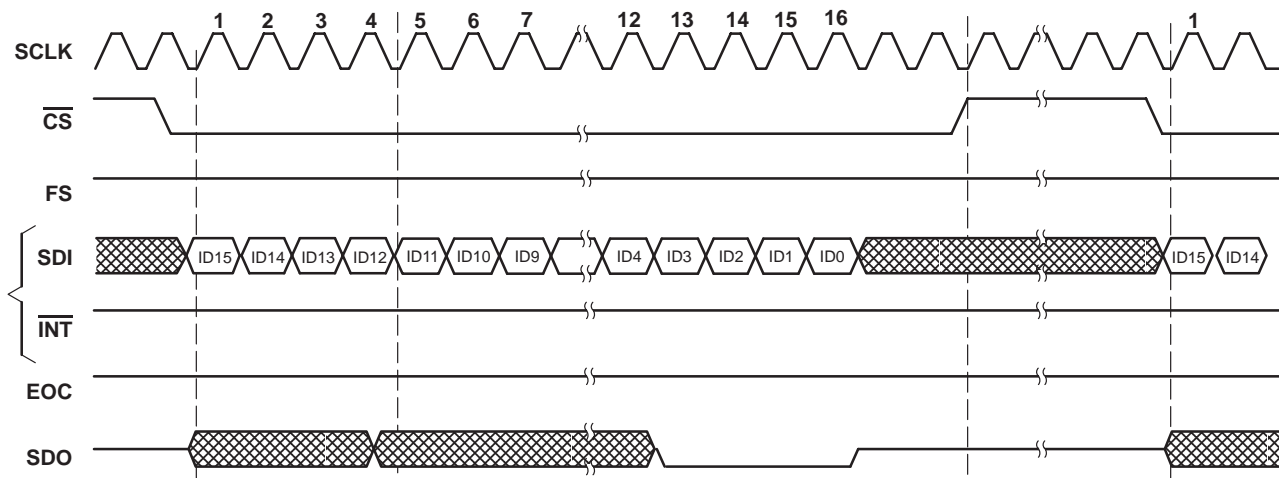 1 2 3 4 5 6 7 12 13 14 15 16 1
SCLK
CS
FS
SDI ID15 ID14 ID13 ID12 ID11 ID10 ID9 ID4 ID3 ID2 ID1 ID0 ID15 ID14
INT
EOC
SDO